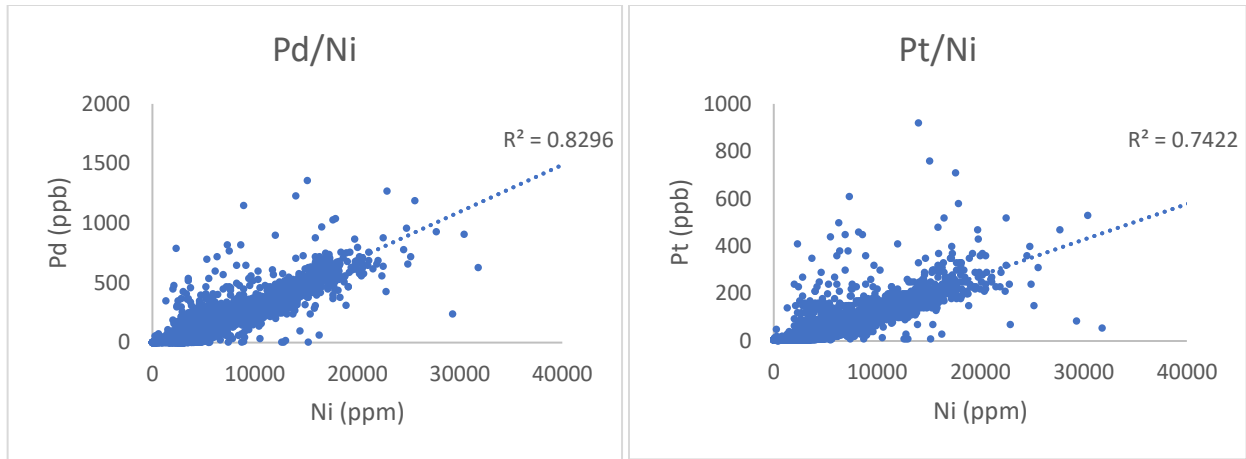 Pd/Ni
2000
1500
1000
500
0
Pd (ppb)
R² = 0.8296
0 10000 20000 30000 40000
Ni (ppm)
Pt/Ni
1000
800
600
400
200
0
Pt (ppb)
R² = 0.7422
0 10000 20000 30000 40000
Ni (ppm)